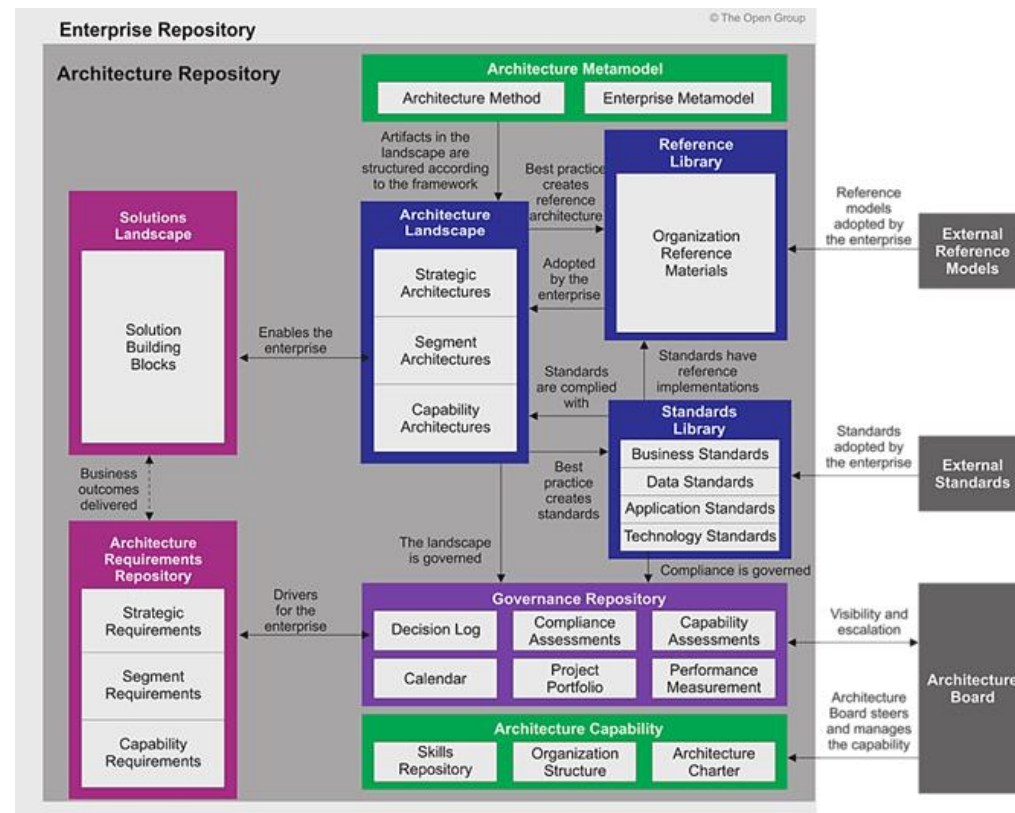 © The Open Group
Enterprise Repository
Architecture Repository
Architecture Metamodel
Architecture Method
Enterprise Metamodel
Artifacts in the
landscape are
structured according
to the framework
Best practice
creates
reference
architecture
Reference
Library
Organization
Reference
Materials
Reference
models
adopted by
the enterprise
External
Reference
Models
Solutions
Landscape
Solution
Building
Blocks
Enables the
enterprise
Architecture
Landscape
Strategic
Architectures
Segment
Architectures
Capability
Architectures
Adopted
by the
enterprise
Standards
are complied
with
Standards have
reference
implementations
Best
practice
creates
standards
Standards
Library
Business Standards
Data Standards
Application Standards
Technology Standards
Standards
adopted by
the enterprise
External
Standards
Business
outcomes
delivered
The landscape
is governed
Compliance is governed
Architecture
Requirements
Repository
Strategic
Requirements
Segment
Requirements
Capability
Requirements
Drivers
for the
enterprise
Governance Repository
Decision Log
Compliance
Assessments
Capability
Assessments
Calendar
Project
Portfolio
Performance
Measurement
Visibility and
escalation
Architecture
Board
Architecture
Board steers
and manages
the capability
Architecture Capability
Skills
Repository
Organization
Structure
Architecture
Charter